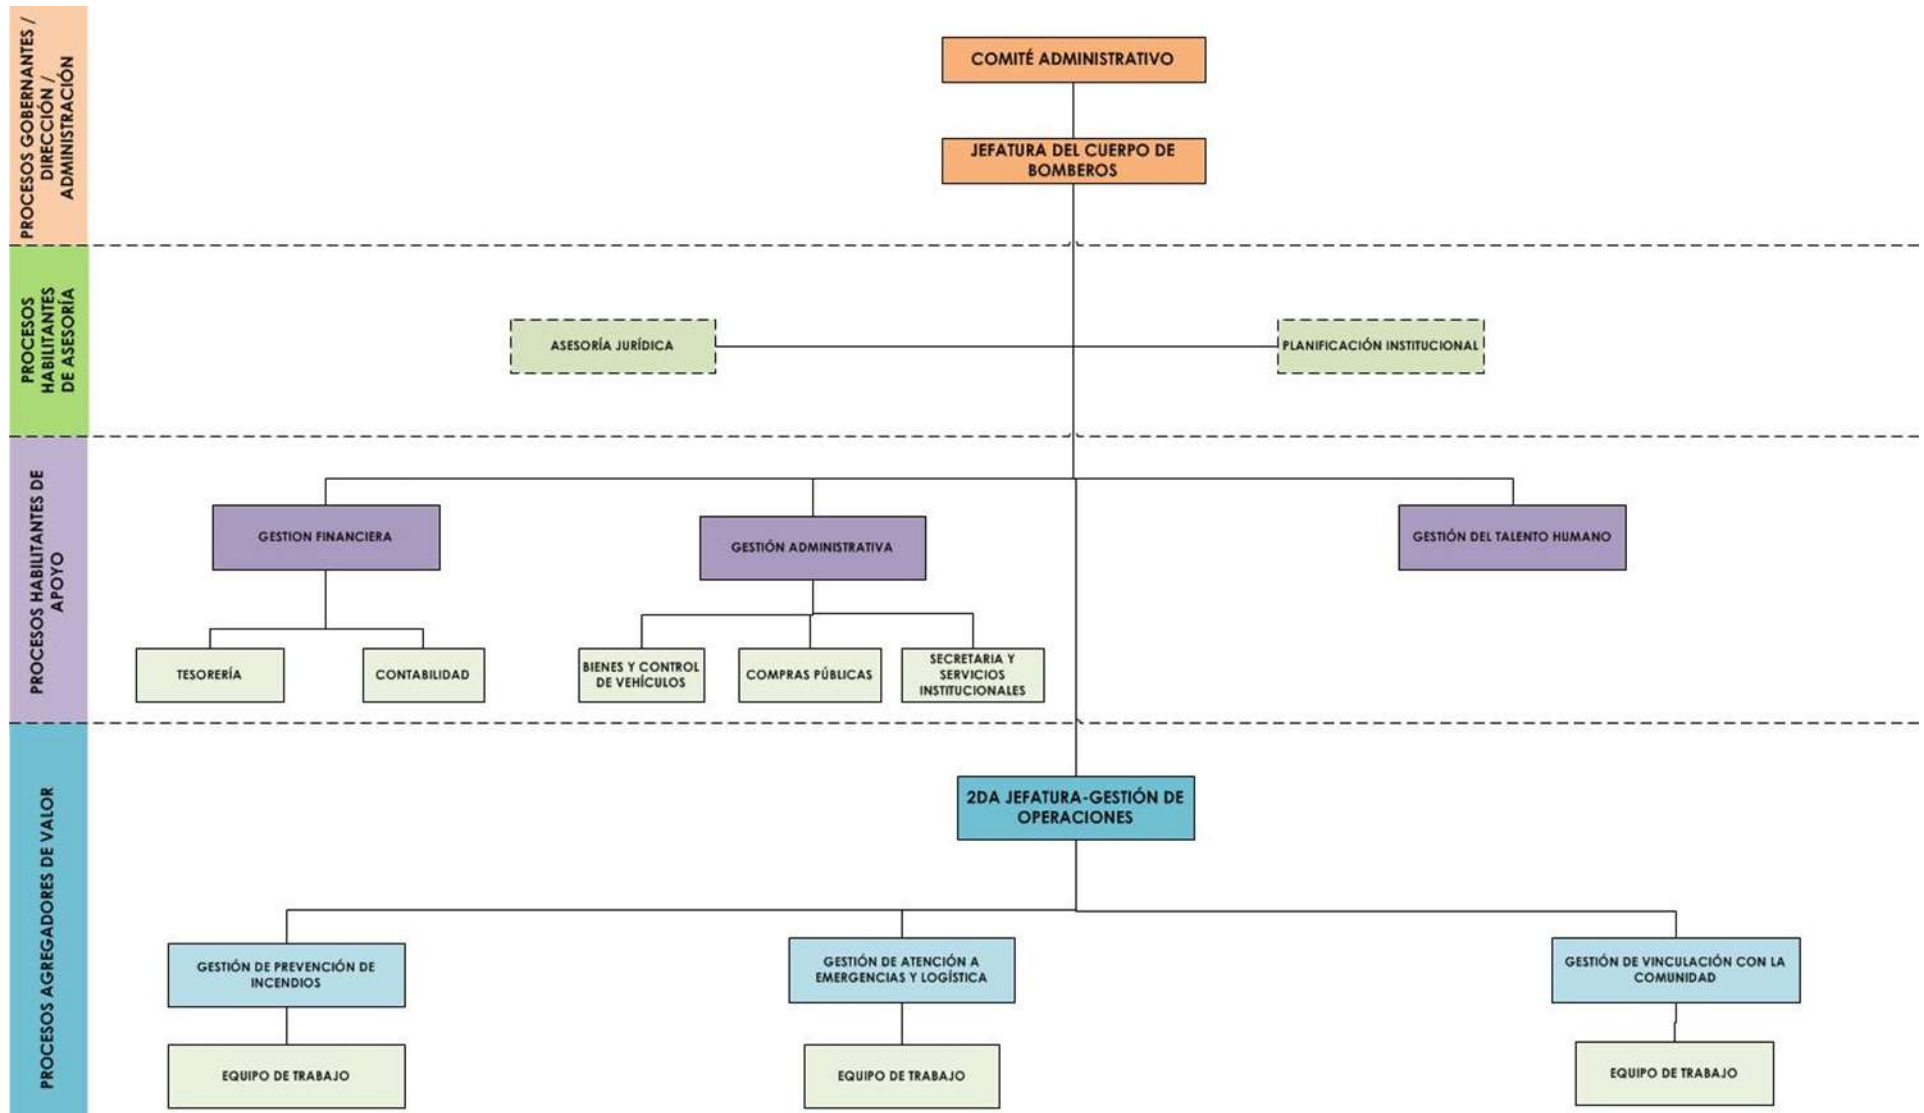 PROCESOS GOBERNANTES /
DIRECCIÓN /
ADMINISTRACIÓN
COMITÉ ADMINISTRATIVO
JEFATURA DEL CUERPO DE
BOMBEROS
PROCESOS
HABILITANTES
DE ASESORÍA
ASESORÍA JURÍDICA
PLANIFICACIÓN INSTITUCIONAL
PROCESOS HABILITANTES DE
APOYO
GESTION FINANCIERA
GESTIÓN ADMINISTRATIVA
GESTIÓN DEL TALENTO HUMANO
TESORERÍA
CONTABILIDAD
BIENES Y CONTROL
DE VEHÍCULOS
COMPRAS PÚBLICAS
SECRETARIA Y
SERVICIOS
INSTITUCIONALES
PROCESOS AGREGADORES DE VALOR
2DA JEFATURA-GESTIÓN DE
OPERACIONES
GESTIÓN DE PREVENCIÓN DE
INCENDIOS
GESTIÓN DE ATENCIÓN A
EMERGENCIAS Y LOGÍSTICA
GESTIÓN DE VINCULACIÓN CON LA
COMUNIDAD
EQUIPO DE TRABAJO
EQUIPO DE TRABAJO
EQUIPO DE TRABAJO